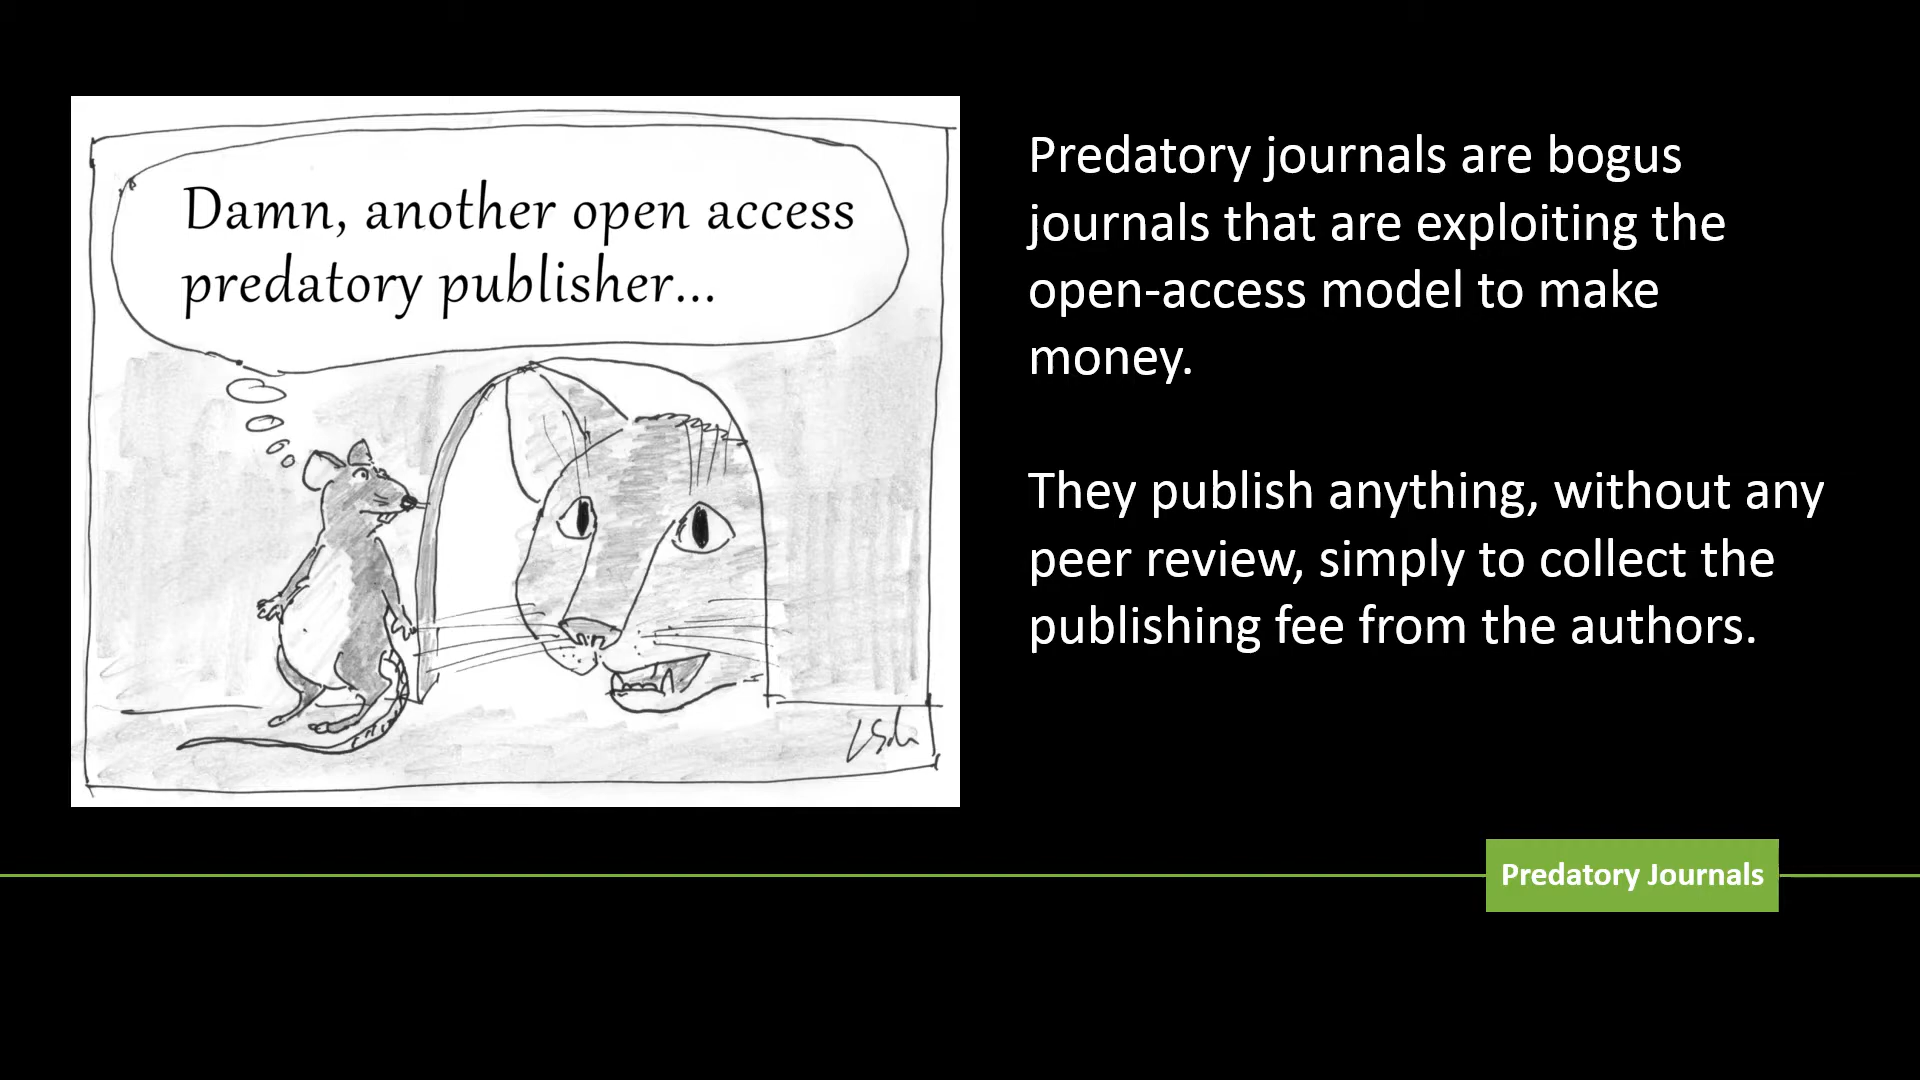 Damn, another open access
predatory publisher...
Predatory journals are bogus
journals that are exploiting the
open-access model to make
money.
They publish anything, without any
peer review, simply to collect the
publishing fee from the authors.
Predatory Journals